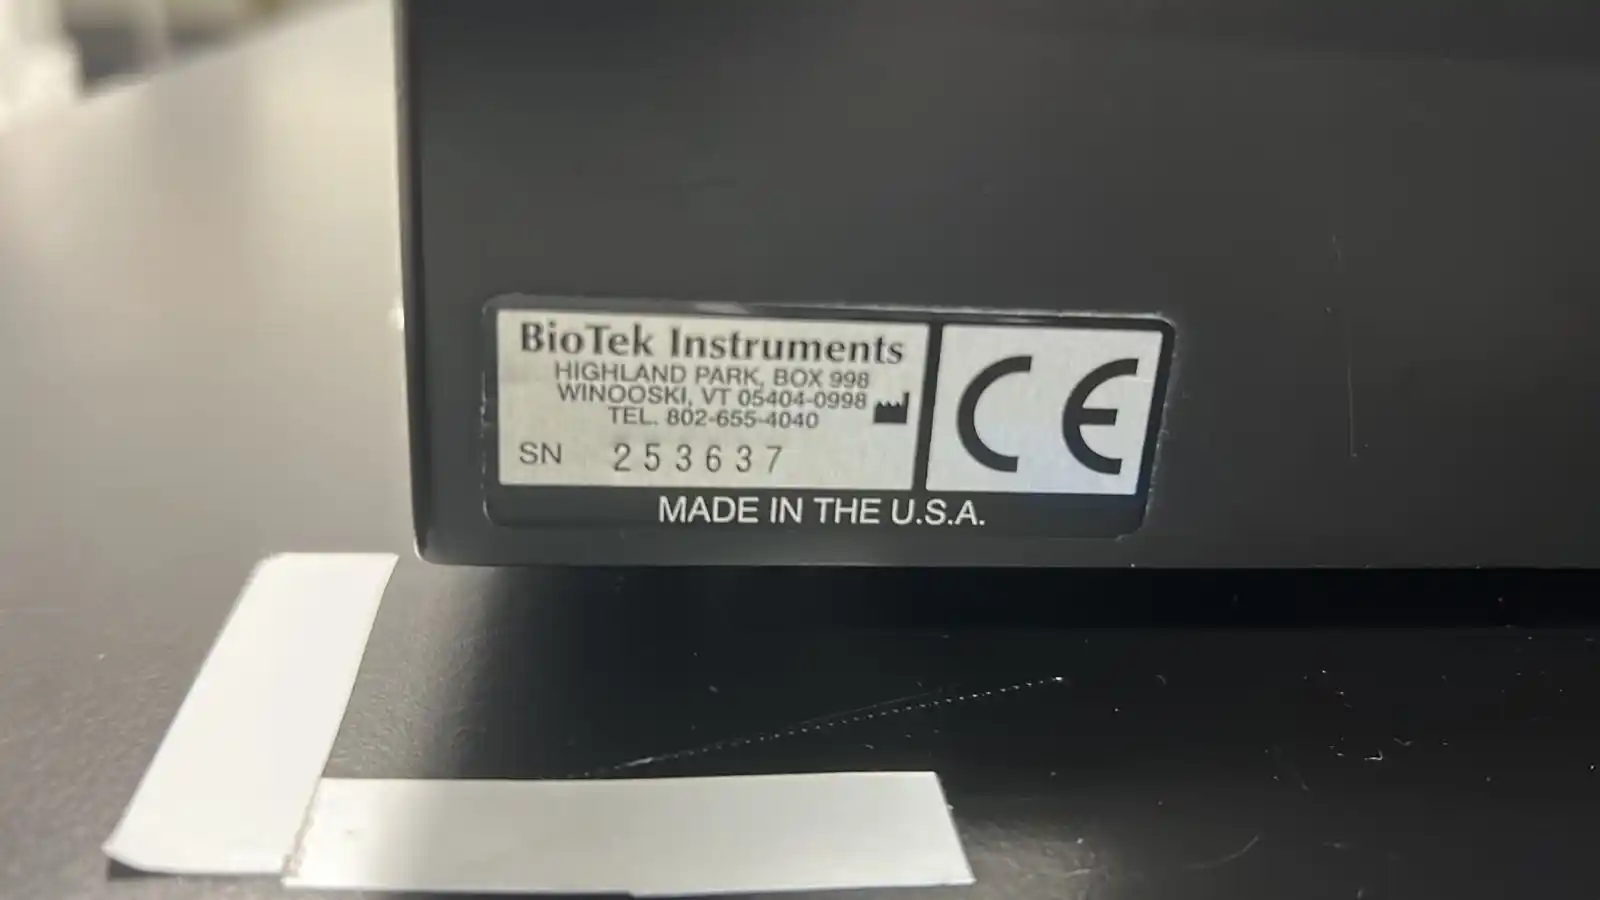 BioTek Instruments
HIGHLAND PARK, BOX 998
WINOOSKI, VT 05404-0998
TEL. 802-655-4040
SN 253637
CE
MADE IN THE U.S.A.